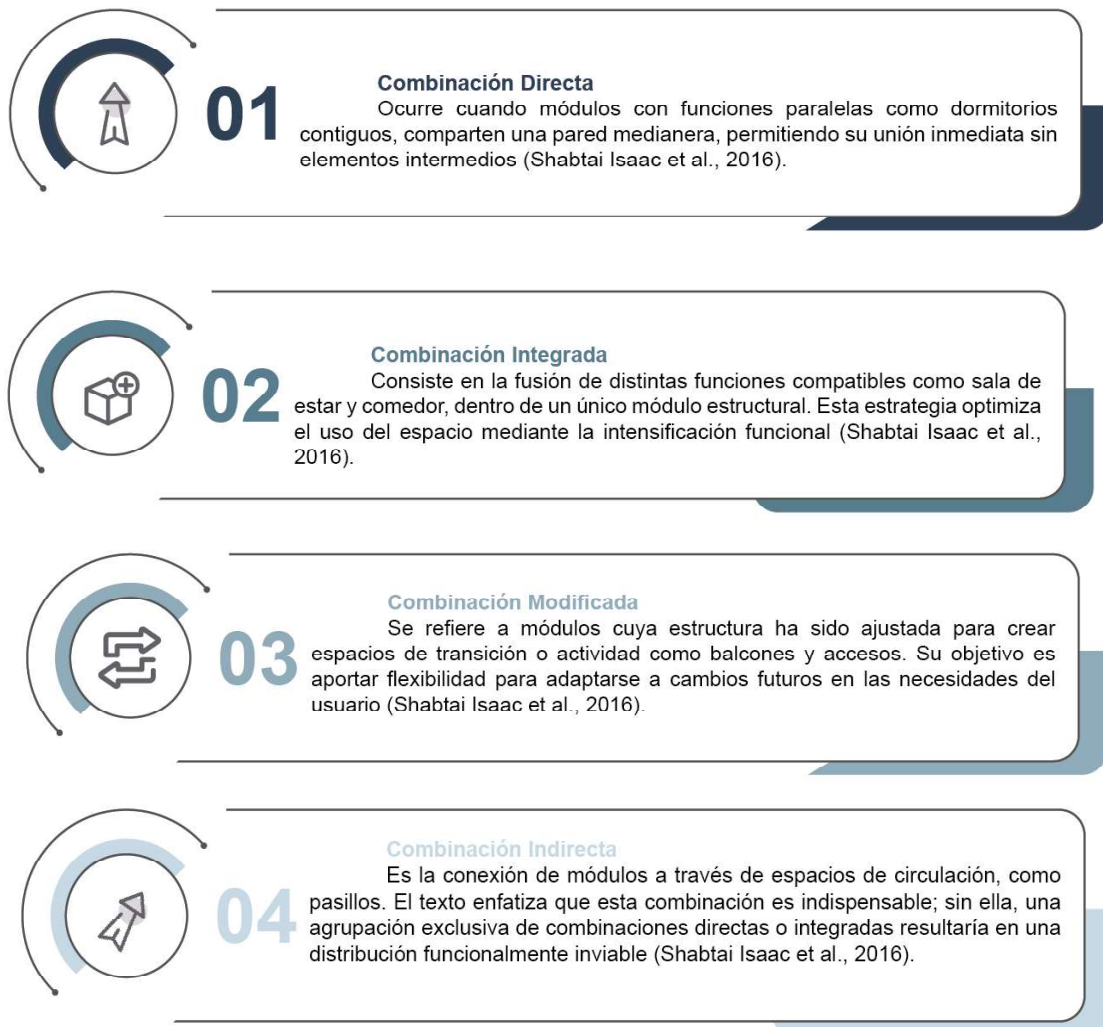 01
Combinación Directa
Ocurre cuando módulos con funciones paralelas como dormitorios
contiguos, comparten una pared medianera, permitiendo su unión inmediata sin
elementos intermedios (Shabtai Isaac et al., 2016).
02
Combinación Integrada
Consiste en la fusión de distintas funciones compatibles como sala de
estar y comedor, dentro de un único módulo estructural. Esta estrategia optimiza
el uso del espacio mediante la intensificación funcional (Shabtai Isaac et al.,
2016).
03
Combinación Modificada
Se refiere a módulos cuya estructura ha sido ajustada para crear
espacios de transición o actividad como balcones y accesos. Su objetivo es
aportar flexibilidad para adaptarse a cambios futuros en las necesidades del
usuario (Shabtai Isaac et al., 2016).
04
Combinación Indirecta
Es la conexión de módulos a través de espacios de circulación, como
pasillos. El texto enfatiza que esta combinación es indispensable; sin ella, una
agrupación exclusiva de combinaciones directas o integradas resultaría en una
distribución funcionalmente inviable (Shabtai Isaac et al., 2016).